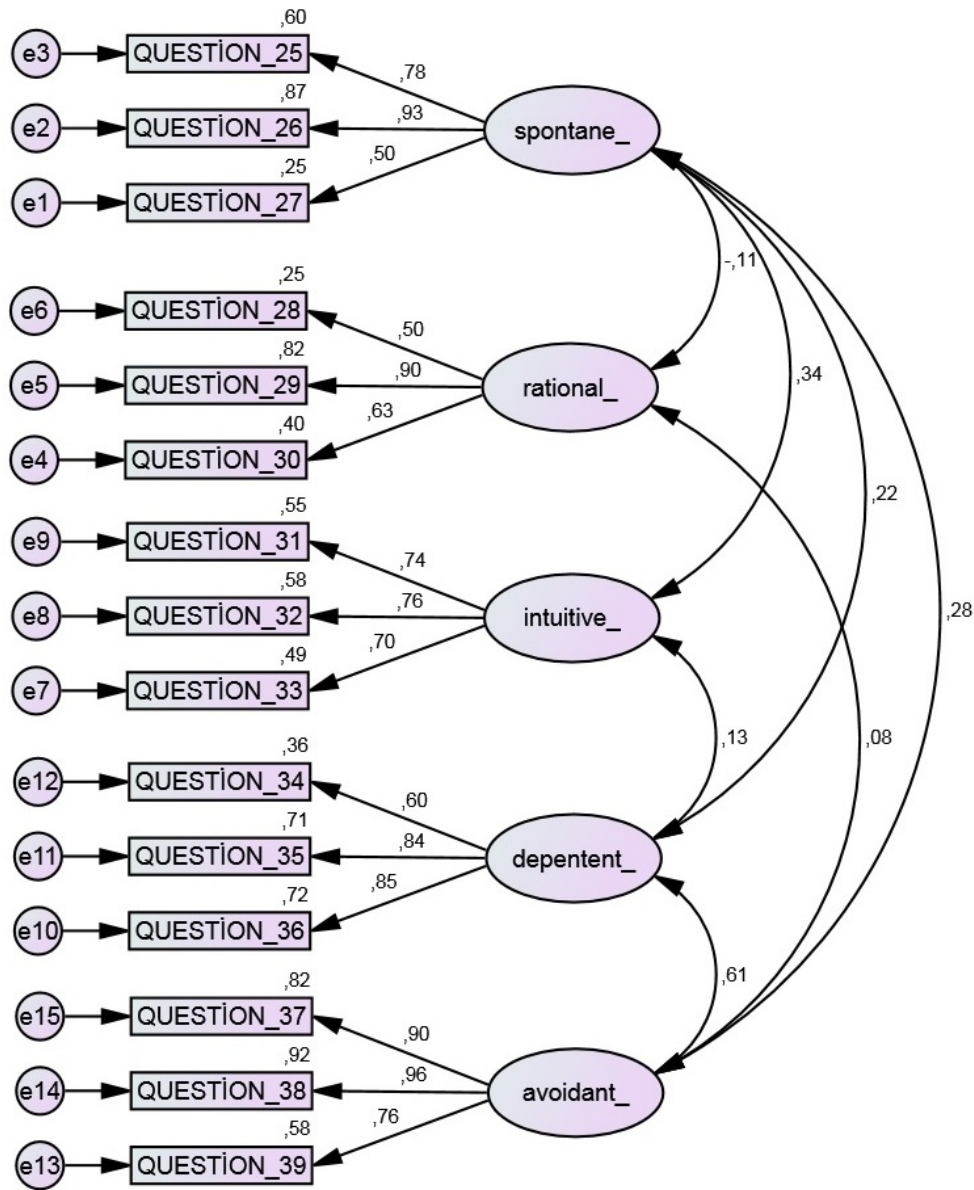 ,60
e3 QUESTİON_25 ,78
,87
e2 QUESTİON_26 ,93 spontane_
,25 ,50
e1 QUESTİON_27
-,11
,25
e6 QUESTİON_28 ,50
,82
e5 QUESTİON_29 ,90 rational_ ,34
,40 ,63
e4 QUESTİON_30
,22
,55
e9 QUESTİON_31 ,74
,58
e8 QUESTİON_32 ,76 intuitive_ ,28
,49 ,70
e7 QUESTİON_33
,13 ,08
,36
e12 QUESTİON_34 ,60
,71
e11 QUESTİON_35 ,84 depentent_
,72 ,85
e10 QUESTİON_36
,61
,82
e15 QUESTİON_37 ,90
,92
e14 QUESTİON_38 ,96 avoidant_
,58 ,76
e13 QUESTİON_39